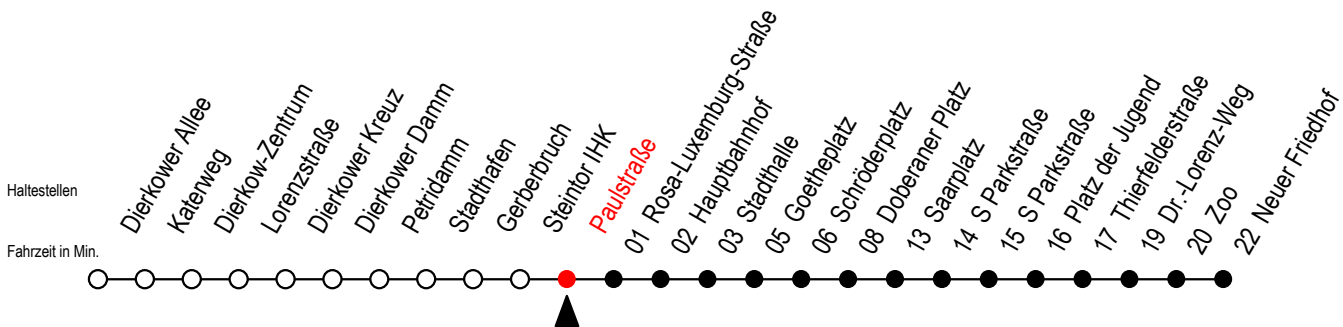 Haltestellen
Dierkower Allee
Katerweg
Dierkow-Zentrum
Lorenzstraße
Dierkower Kreuz
Dierkower Damm
Petridamm
Stadthafen
Gerberbruch
Steintor IHK
Paulstraße
01 Rosa-Luxemburg-Straße
02 Hauptbahnhof
03 Stadthalle
05 Goetheplatz
06 Schröderplatz
08 Doberaner Platz
13 Saarplatz
14 S Parkstraße
15 S Parkstraße
16 Platz der Jugend
17 Thierfelderstraße
19 Dr.-Lorenz-Weg
20 Zoo
22 Neuer Friedhof
Fahrzeit in Min.